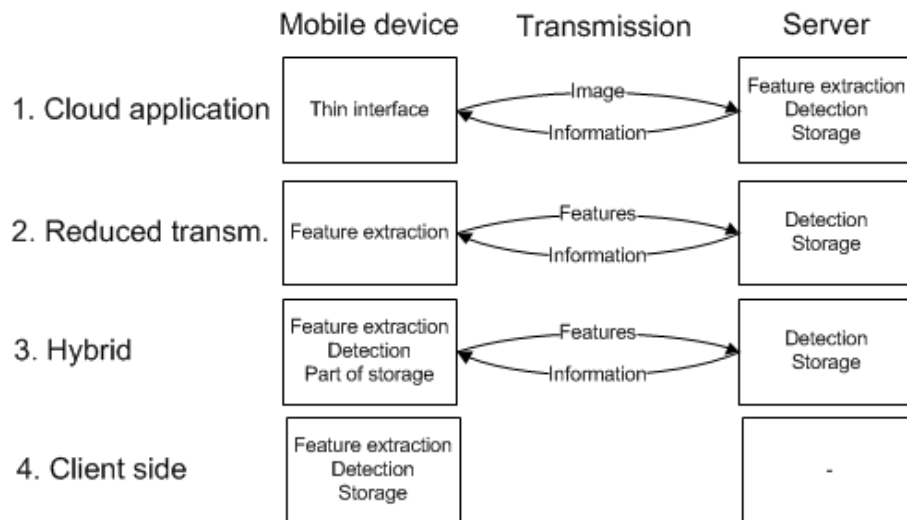 Mobile device Transmission Server
1. Cloud application
Thin interface
Image
Information
Feature extraction
Detection
Storage
2. Reduced transm.
Feature extraction
Features
Information
Detection
Storage
3. Hybrid
Feature extraction
Detection
Part of storage
Features
Information
Detection
Storage
4. Client side
Feature extraction
Detection
Storage
-